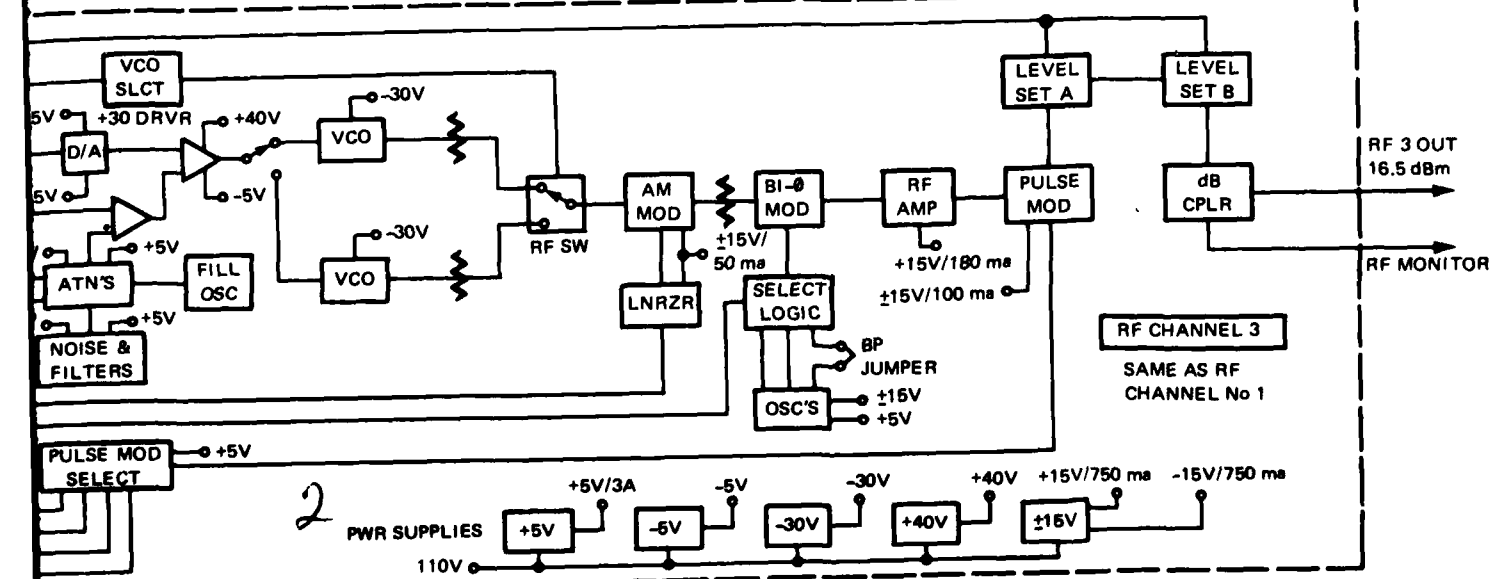 VCO
SLCT
LEVEL
SET A
LEVEL
SET B
-30V
5V
+30 DRVR
+40V
D/A
VCO
5V
-5V
RF 3 OUT
16.5 dBm
AM
MOD
BI-Ø
MOD
RF
AMP
PULSE
MOD
dB
CPLR
RF SW
-30V
+5V
±15V/
50 ma
+15V/180 ma
RF MONITOR
ATN'S
FILL
OSC
VCO
LNRZR
SELECT
LOGIC
±15V/100 ma
+5V
NOISE &
FILTERS
BP
JUMPER
RF CHANNEL 3
SAME AS RF
CHANNEL No 1
OSC'S
±15V
+5V
PULSE MOD
SELECT
+5V
2
PWR SUPPLIES
+5V/3A
-5V
-30V
+40V
+15V/750 ma
-15V/750 ma
+5V
-5V
-30V
+40V
±15V
110V